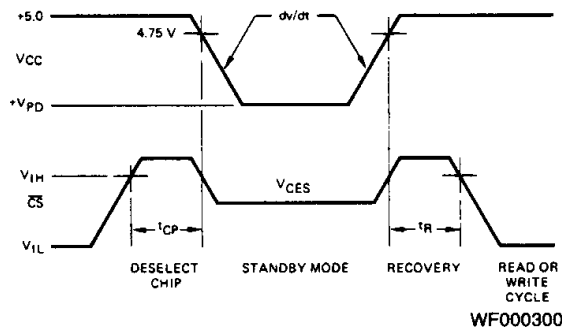 +5.0
4.75 V
dv/dt
VCC
+VPD
VIH
CS
VCES
tCP
tR
VIL
DESELECT CHIP
STANDBY MODE
RECOVERY
READ OR WRITE CYCLE
WF000300